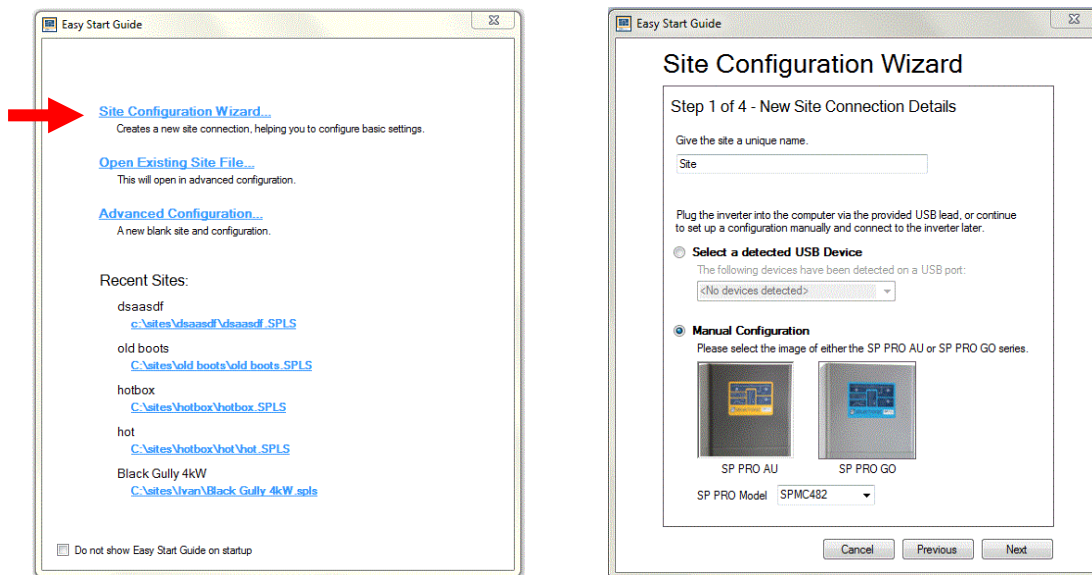 Easy Start Guide
Site Configuration Wizard...
Creates a new site connection, helping you to configure basic settings.
Open Existing Site File...
This will open in advanced configuration.
Advanced Configuration...
A new blank site and configuration.
Recent Sites:
dsaasdf
c:\sites\dsaasdf\dsaasdf.SPLS
old boots
C:\sites\old boots\old boots.SPLS
hotbox
C:\sites\hotbox\hotbox.SPLS
hot
C:\sites\hotbox\hot\hot.SPLS
Black Gully 4kW
C:\sites\Ivan\Black Gully 4kW.spls
Do not show Easy Start Guide on startup
Easy Start Guide
Site Configuration Wizard
Step 1 of 4 - New Site Connection Details
Give the site a unique name.
Site
Plug the inverter into the computer via the provided USB lead, or continue
to set up a configuration manually and connect to the inverter later.
Select a detected USB Device
The following devices have been detected on a USB port:
<No devices detected>
Manual Configuration
Please select the image of either the SP PRO AU or SP PRO GO series.
SP PRO AU
SP PRO GO
SP PRO Model SPMC482
Cancel Previous Next